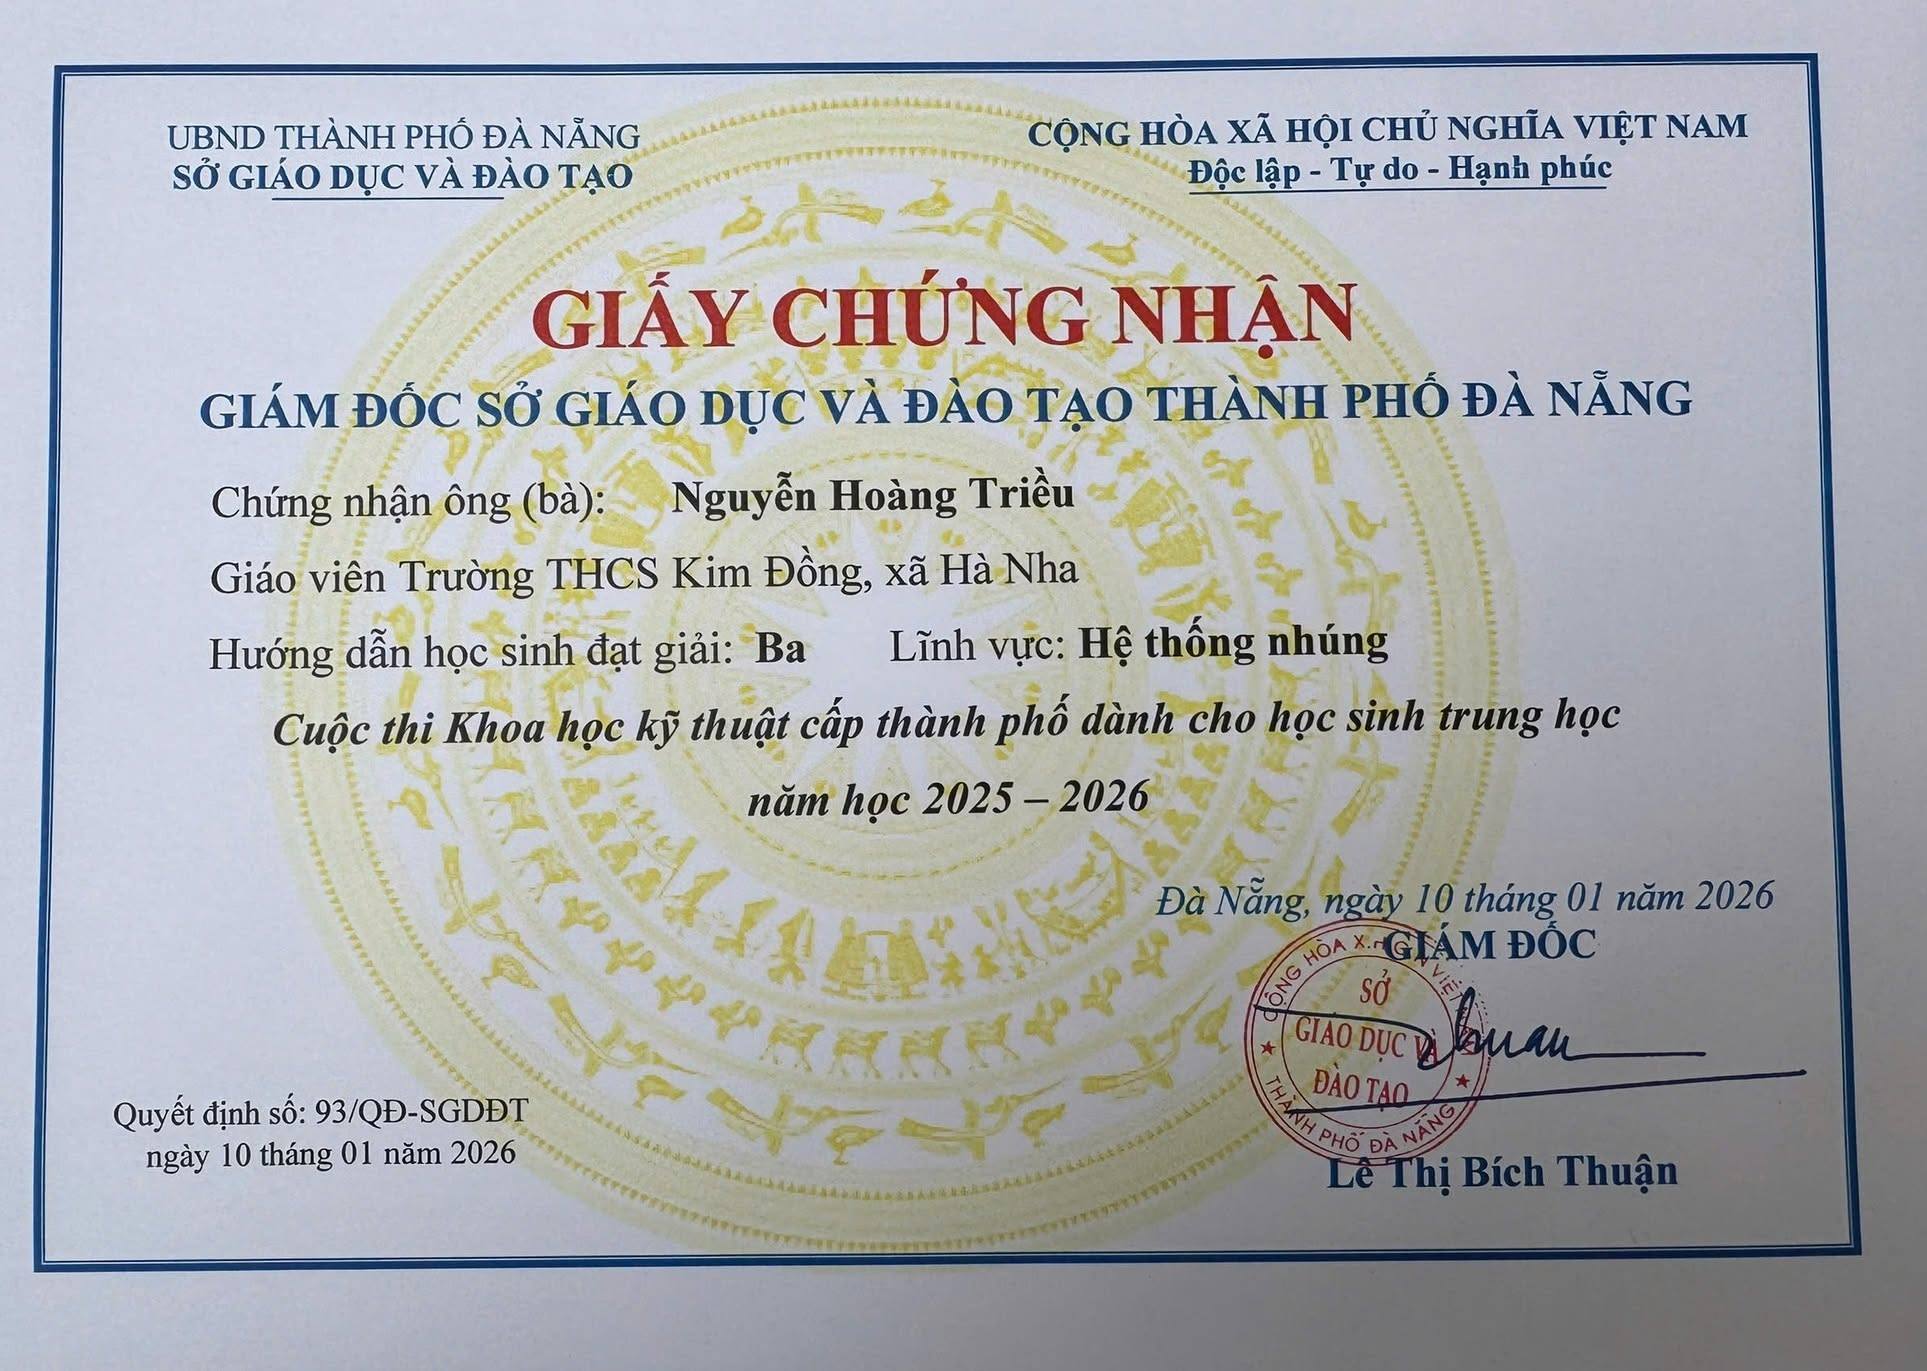 UBND THÀNH PHỐ ĐÀ NẴNG
SỞ GIÁO DỤC VÀ ĐÀO TẠO
CỘNG HÒA XÃ HỘI CHỦ NGHĨA VIỆT NAM
Độc lập - Tự do - Hạnh phúc
GIẤY CHỨNG NHẬN
GIÁM ĐỐC SỞ GIÁO DỤC VÀ ĐÀO TẠO THÀNH PHỐ ĐÀ NẴNG
Chứng nhận ông (bà): Nguyễn Hoàng Triều
Giáo viên Trường THCS Kim Đồng, xã Hà Nha
Hướng dẫn học sinh đạt giải: Ba Lĩnh vực: Hệ thống nhúng
Cuộc thi Khoa học kỹ thuật cấp thành phố dành cho học sinh trung học
năm học 2025 – 2026
Đà Nẵng, ngày 10 tháng 01 năm 2026
GIÁM ĐỐC
CỘNG HÒA X.H. VIỆT
SỞ
GIÁO DỤC VÀ
ĐÀO TẠO
THÀNH PHỐ ĐÀ NẴNG
Thuan
Lê Thị Bích Thuận
Quyết định số: 93/QĐ-SGDĐT
ngày 10 tháng 01 năm 2026